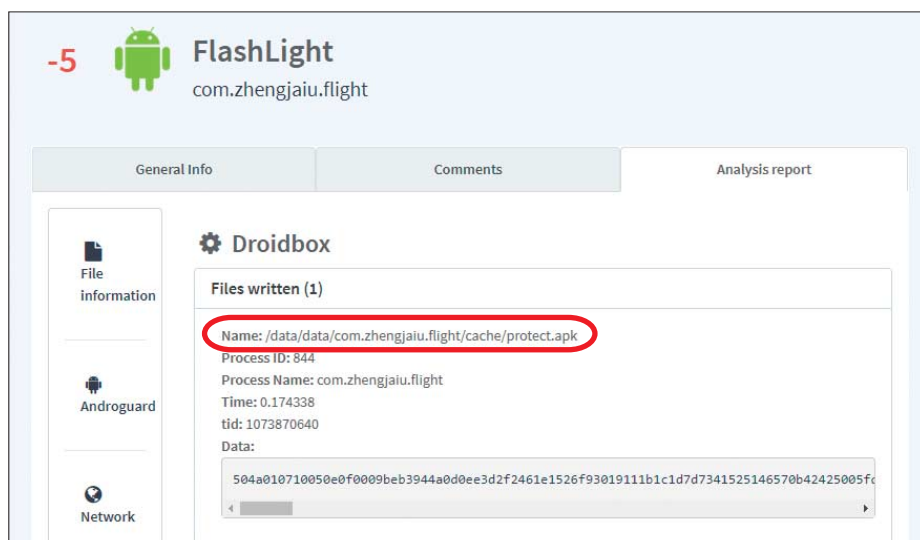 -5
FlashLight
com.zhengjaiu.flight
General Info
Comments
Analysis report
File
information
Androguard
Network
Droidbox
Files written (1)
Name: /data/data/com.zhengjaiu.flight/cache/protect.apk
Process ID: 844
Process Name: com.zhengjaiu.flight
Time: 0.174338
tid: 1073870640
Data:
504a010710050e0f0009beb3944a0d0ee3d2f2461e1526f93019111b1c1d7d7341525146570b42425005fc